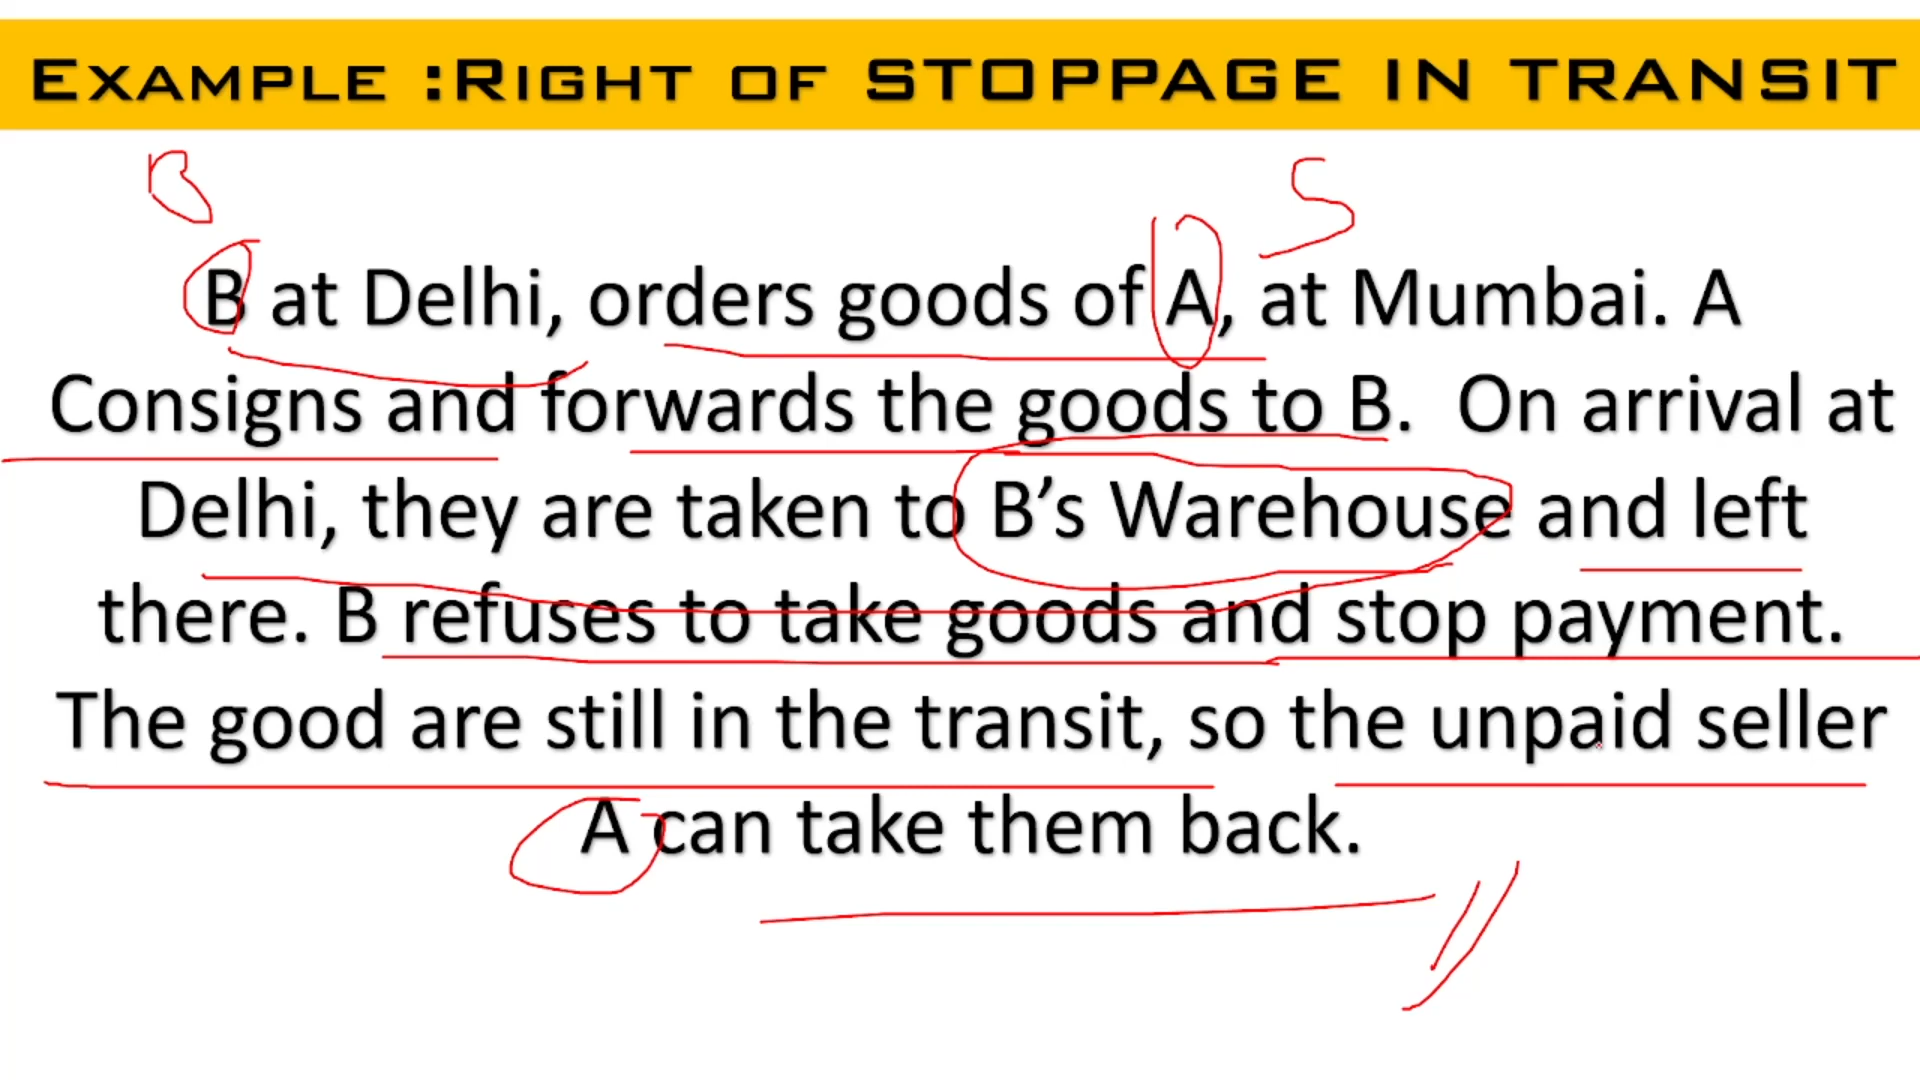 EXAMPLE :RIGHT OF STOPPAGE IN TRANSIT
B S
B at Delhi, orders goods of A, at Mumbai. A
Consigns and forwards the goods to B. On arrival at
Delhi, they are taken to B’s Warehouse and left
there. B refuses to take goods and stop payment.
The good are still in the transit, so the unpaid seller
A can take them back.